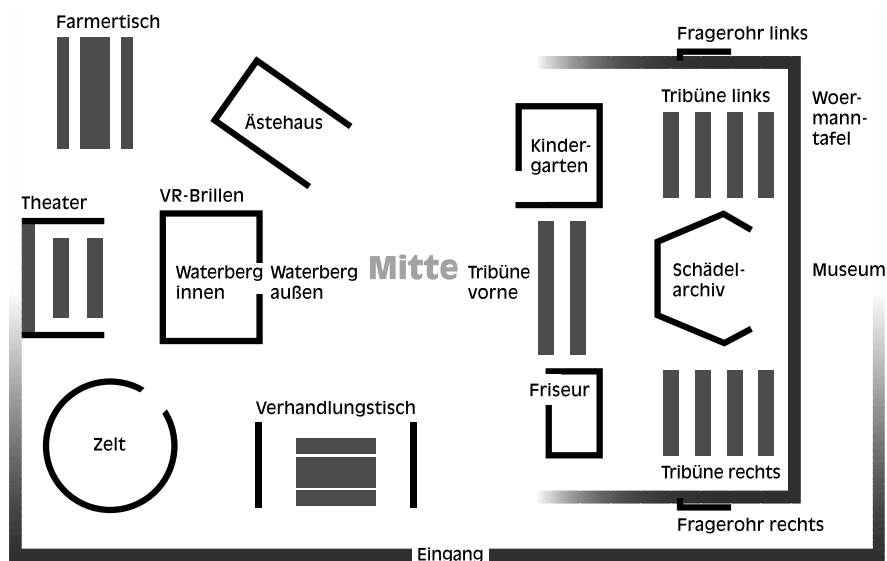 Farmertisch
Fragerohr links
Ästehaus
Tribüne links
Woer-
mann-
tafel
Kinder-
garten
Theater
VR-Brillen
Waterberg
innen
Waterberg
außen
Mitte
Tribüne
vorne
Schädel-
archiv
Museum
Friseur
Verhandlungstisch
Zelt
Tribüne rechts
Fragerohr rechts
Eingang